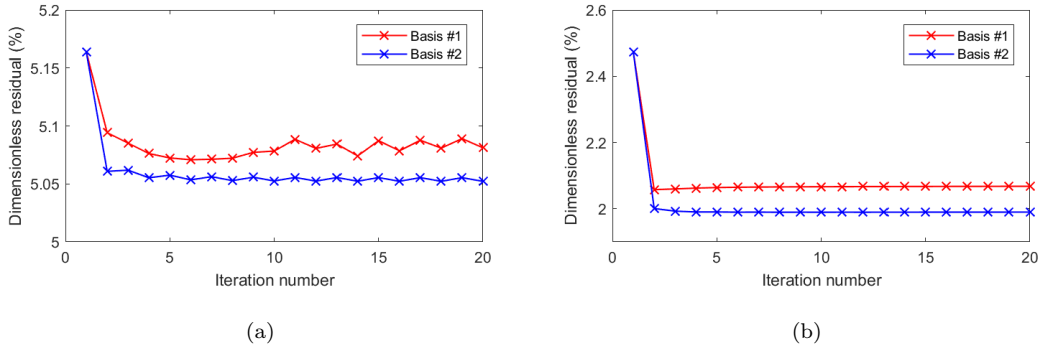 5.2
5.15
5.1
5.05
5
Dimensionless residual (%)
0 5 10 15 20
Iteration number
Basis #1
Basis #2
(a)
2.6
2.4
2.2
2
Dimensionless residual (%)
0 5 10 15 20
Iteration number
Basis #1
Basis #2
(b)